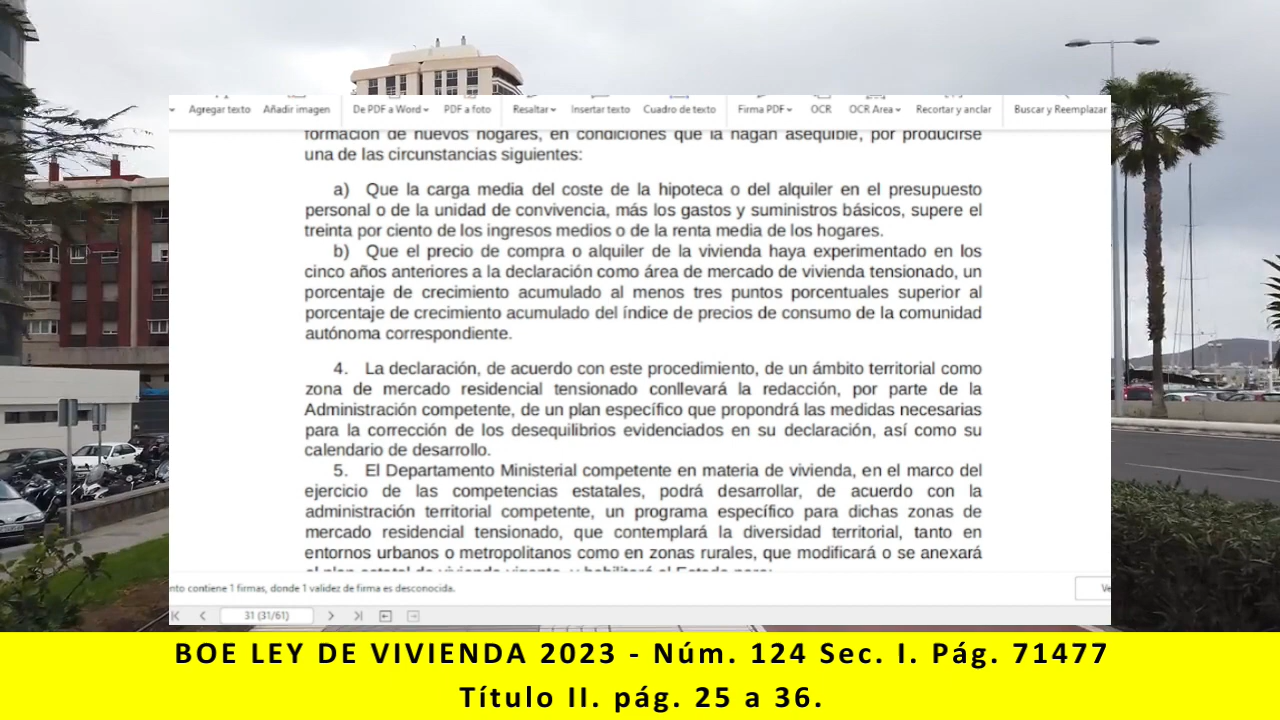 Agregar texto Añadir imagen De PDF a Word PDF a foto Resaltar Insertar texto Cuadro de texto Firma PDF OCR OCR Area Recortar y anclar Buscar y Reemplazar
formación de nuevos hogares, en condiciones que la hagan asequible, por producirse
una de las circunstancias siguientes:
a) Que la carga media del coste de la hipoteca o del alquiler en el presupuesto
personal o de la unidad de convivencia, más los gastos y suministros básicos, supere el
treinta por ciento de los ingresos medios o de la renta media de los hogares.
b) Que el precio de compra o alquiler de la vivienda haya experimentado en los
cinco años anteriores a la declaración como área de mercado de vivienda tensionado, un
porcentaje de crecimiento acumulado al menos tres puntos porcentuales superior al
porcentaje de crecimiento acumulado del índice de precios de consumo de la comunidad
autónoma correspondiente.
4. La declaración, de acuerdo con este procedimiento, de un ámbito territorial como
zona de mercado residencial tensionado conllevará la redacción, por parte de la
Administración competente, de un plan específico que propondrá las medidas necesarias
para la corrección de los desequilibrios evidenciados en su declaración, así como su
calendario de desarrollo.
5. El Departamento Ministerial competente en materia de vivienda, en el marco del
ejercicio de las competencias estatales, podrá desarrollar, de acuerdo con la
administración territorial competente, un programa específico para dichas zonas de
mercado residencial tensionado, que contemplará la diversidad territorial, tanto en
entornos urbanos o metropolitanos como en zonas rurales, que modificará o se anexará
al plan estatal de vivienda vigente, y habilitará al Estado para:
nto contiene 1 firmas, donde 1 validez de firma es desconocida. Ve
31 (31/61)
BOE LEY DE VIVIENDA 2023 - Núm. 124 Sec. I. Pág. 71477
Título II. pág. 25 a 36.